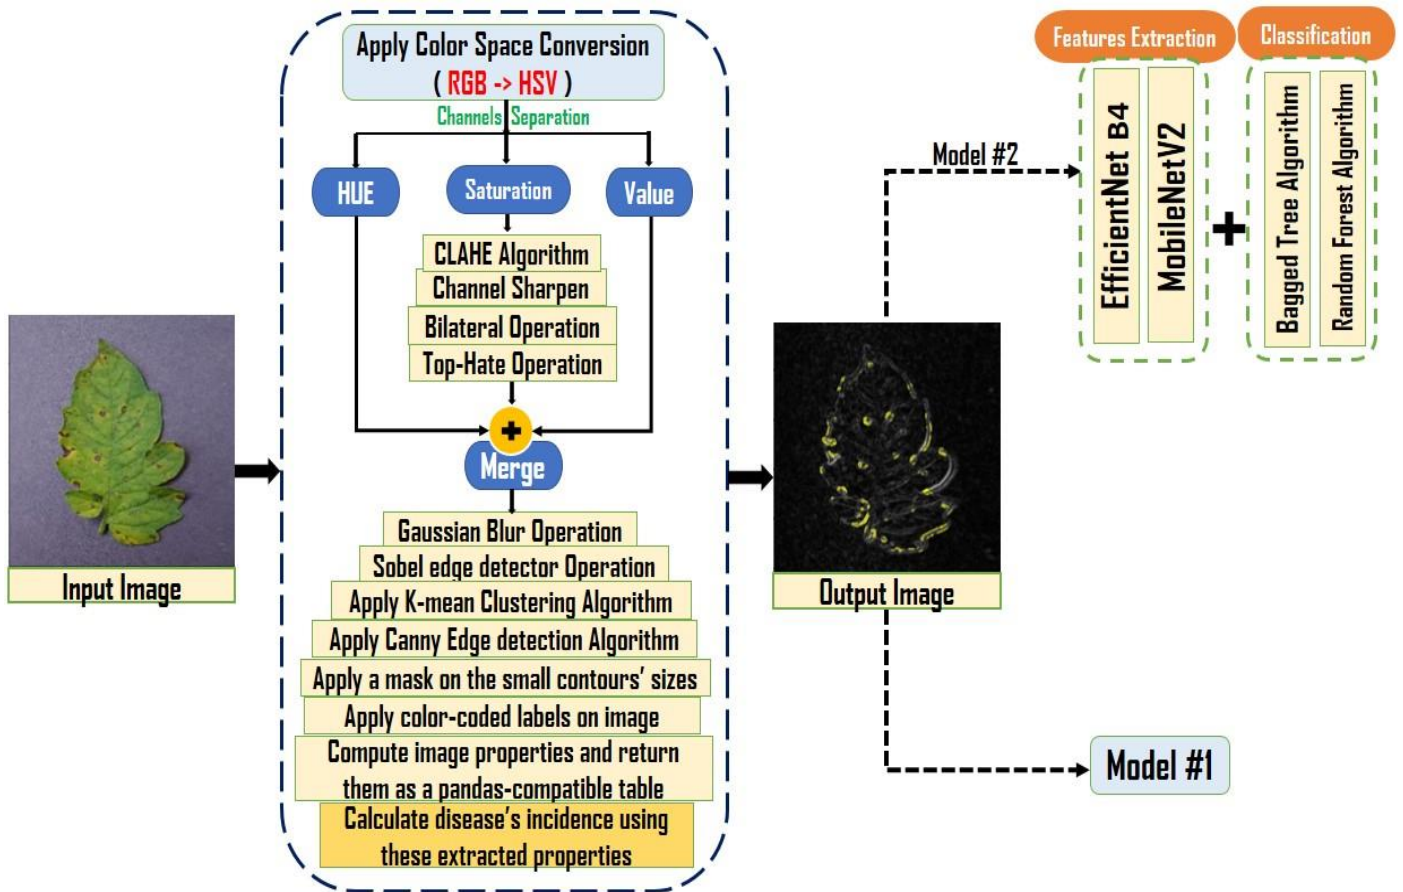 Apply Color Space Conversion
( RGB -> HSV )
Channels Separation
HUE
Saturation
Value
CLAHE Algorithm
Channel Sharpen
Bilateral Operation
Top-Hate Operation
Merge
Gaussian Blur Operation
Sobel edge detector Operation
Apply K-mean Clustering Algorithm
Apply Canny Edge detection Algorithm
Apply a mask on the small contours’ sizes
Apply color-coded labels on image
Compute image properties and return
them as a pandas-compatible table
Calculate disease’s incidence using
these extracted properties
Input Image
Output Image
Model #2
Features Extraction
EfficientNet B4
MobileNetV2
Classification
Bagged Tree Algorithm
Random Forest Algorithm
Model #1